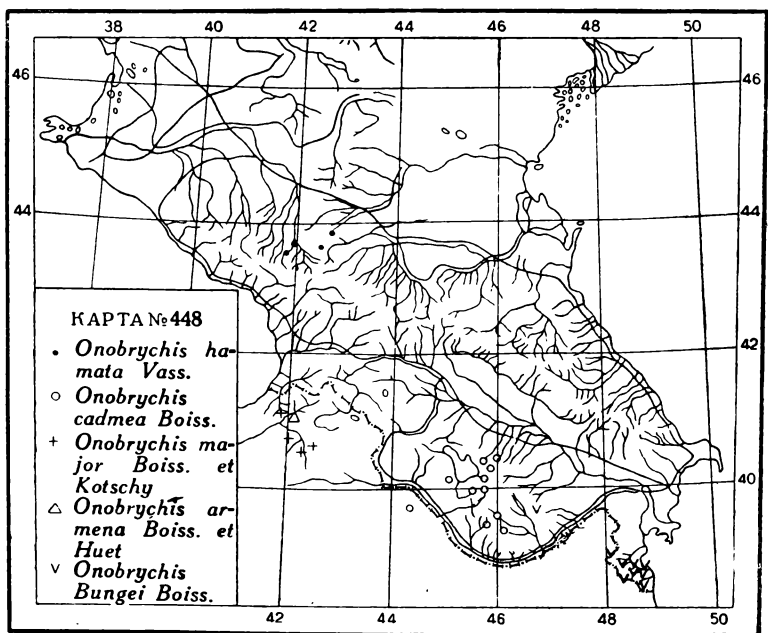 38 40 42 44 46 48 50
46 46
44 44
КАРТА №448
Onobrychis ha-
mata Vass.
42
Onobrychis
cadmea Boiss.
Onobrychis ma-
jor Boiss. et
Kotschy
40
Onobrychis ar-
mena Boiss. et
Huet
Onobrychis
Bungei Boiss.
42 44 46 48 50